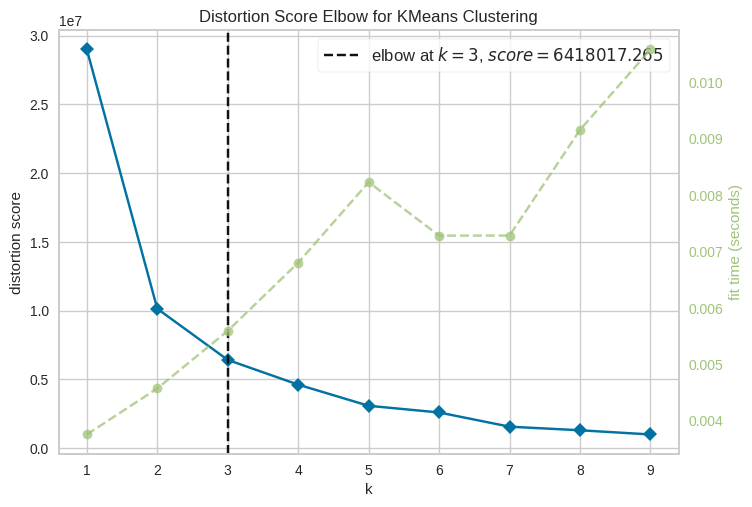 Distortion Score Elbow for KMeans Clustering
1e7
elbow at k = 3, score = 6418017.265
3.0
2.5
2.0
1.5
1.0
0.5
0.0
distortion score
0.010
0.009
0.008
0.007
0.006
0.005
0.004
fit time (seconds)
1 2 3 4 5 6 7 8 9
k